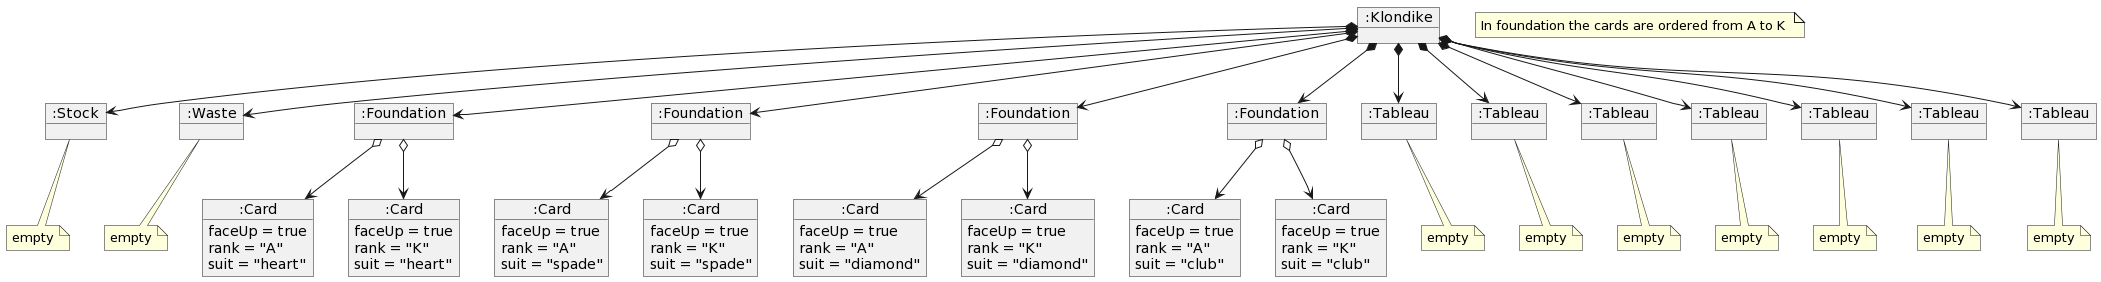 :Klondike
In foundation the cards are ordered from A to K
:Stock
:Waste
:Foundation
:Foundation
:Foundation
:Foundation
:Tableau
:Tableau
:Tableau
:Tableau
:Tableau
:Tableau
:Tableau
empty
empty
:Card
faceUp = true
rank = "A"
suit = "heart"
:Card
faceUp = true
rank = "K"
suit = "heart"
:Card
faceUp = true
rank = "A"
suit = "spade"
:Card
faceUp = true
rank = "K"
suit = "spade"
:Card
faceUp = true
rank = "A"
suit = "diamond"
:Card
faceUp = true
rank = "K"
suit = "diamond"
:Card
faceUp = true
rank = "A"
suit = "club"
:Card
faceUp = true
rank = "K"
suit = "club"
empty
empty
empty
empty
empty
empty
empty